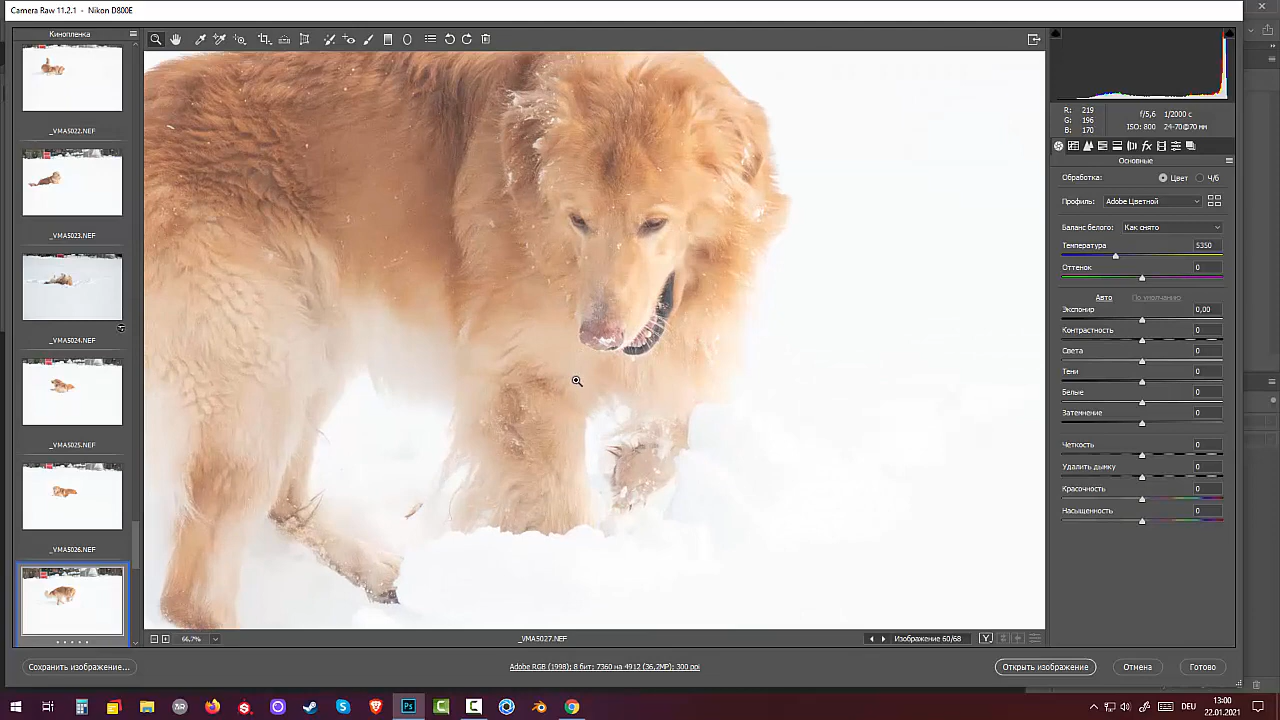 Camera Raw 11.2.1 - Nikon D800E
Кинопленка
_VMA5022.NEF
_VMA5023.NEF
_VMA5024.NEF
_VMA5025.NEF
_VMA5026.NEF
66,7%
_VMA5027.NEF
Изображение 60/68
Y
Сохранить изображение...
Adobe RGB (1998); 8 бит; 7360 на 4912 (36,2MP); 300 ppi
Открыть изображение
Отмена
Готово
R: 219
G: 196
B: 170
f/5,6 1/2000 с
ISO: 800 24-70@70 мм
fx
Основные
Обработка: Цвет Ч/б
Профиль: Adobe Цветной
Баланс белого: Как снято
Температура 5350
Оттенок 0
Авто По умолчанию
Экспонир 0,00
Контрастность 0
Света 0
Тени 0
Белые 0
Затемнение 0
Четкость 0
Удалить дымку 0
Красочность 0
Насыщенность 0
Ps
DEU
13:00
22.01.2021